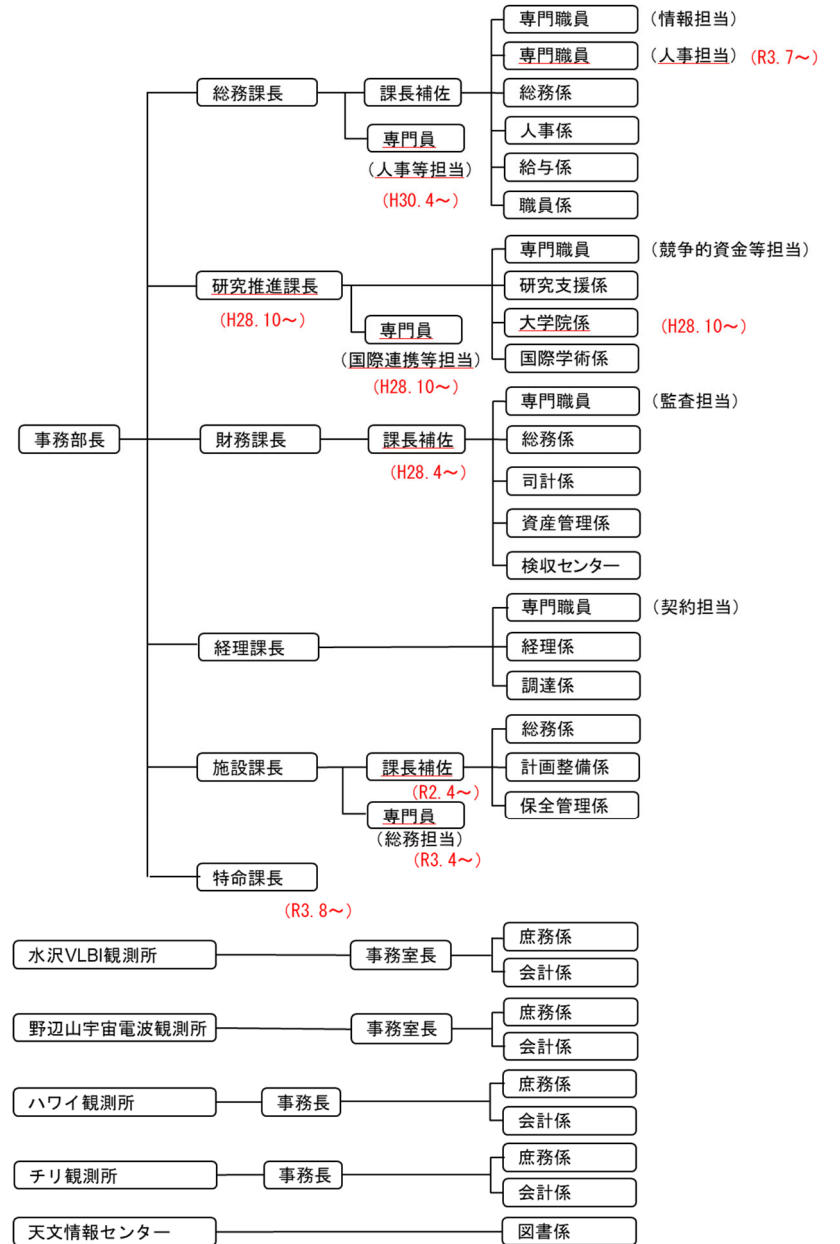 専門職員 （情報担当）
専門職員 （人事担当） （R3.7～）
総務課長 課長補佐 総務係
専門員 人事係
（人事等担当） 給与係
（H30.4～） 職員係
専門職員 （競争的資金等担当）
研究推進課長 研究支援係
（H28.10～） 専門員 大学院係 （H28.10～）
（国際連携等担当） 国際学術係
（H28.10～）
専門職員 （監査担当）
事務部長 財務課長 課長補佐 総務係
（H28.4～） 司計係
資産管理係
検収センター
専門職員 （契約担当）
経理課長 経理係
調達係
総務係
施設課長 課長補佐 計画整備係
（R2.4～）
専門員 保全管理係
（総務担当）
（R3.4～）
特命課長
（R3.8～）
庶務係
水沢VLBI観測所 事務室長
会計係
庶務係
野辺山宇宙電波観測所 事務室長
会計係
庶務係
ハワイ観測所 事務長
会計係
庶務係
チリ観測所 事務長
会計係
天文情報センター 図書係